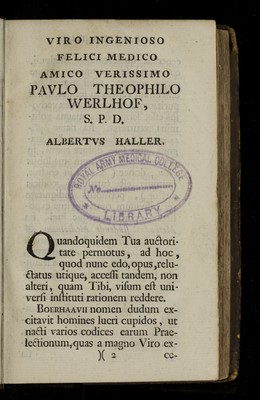 VIRO INGENIOSO
FELICI MEDICO
AMICO VERISSIMO
PAVLO THEOPHILO
WERLHOF,
S. P. D.
ALBERTVS HALLER.
ROYAL ARMY MEDICAL COLLEGE
No.
LIBRARY
Quandoquidem Tua auctori-
tate permotus, ad hoc,
quod nunc edo, opus, relu-
ctatus utique, accessi tandem, non
alteri, quam Tibi, visum est uni-
versi instituti rationem reddere.
BOERHAAVII nomen dudum ex-
citavit homines lucri cupidos, ut
nacti varios codices earum Prae-
lectionum, quas a magno Viro ex-
)( 2
ce-